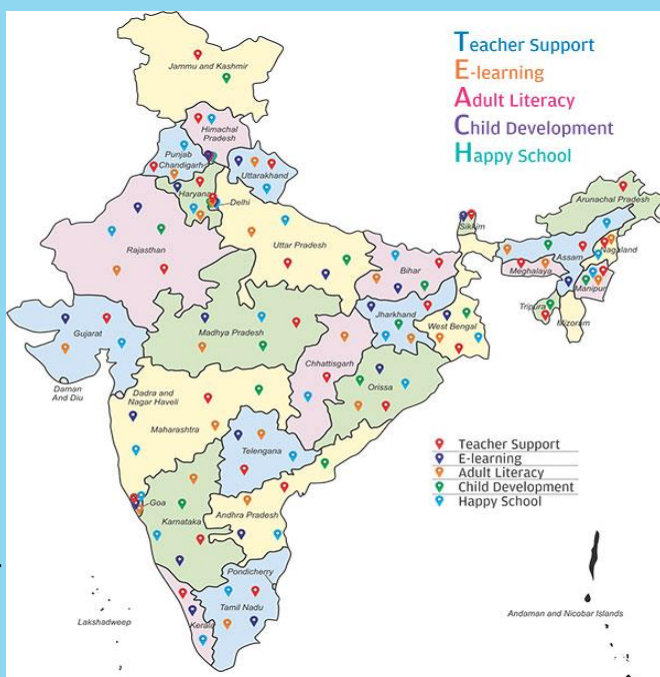 Teacher Support
E-learning
Adult Literacy
Child Development
Happy School
Jammu and Kashmir
Himachal
Pradesh
Punjab
Chandigarh
Uttarakhand
Haryana
Delhi
Arunachal Pradesh
Sikkim
Rajasthan
Uttar Pradesh
Assam
Nagaland
Bihar
Meghalaya
Manipur
Gujarat
Madhya Pradesh
Jharkhand
West Bengal
Tripura
Mizoram
Chhattisgarh
Daman
And Diu
Dadra and
Nagar Haveli
Orissa
Maharashtra
Telengana
Teacher Support
E-learning
Adult Literacy
Child Development
Happy School
Goa
Karnataka
Andhra Pradesh
Pondicherry
Tamil Nadu
Kerala
Lakshadweep
Andaman and Nicobar Islands